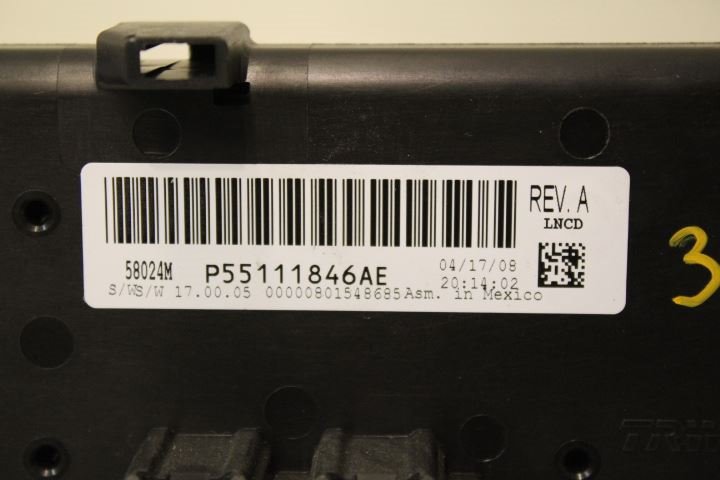 REV. A
LNCD
58024M P55111846AE 04/17/08
20:14:02
S/WS/W 17.00.05 00000801548685 Asm. in Mexico
3
TRW